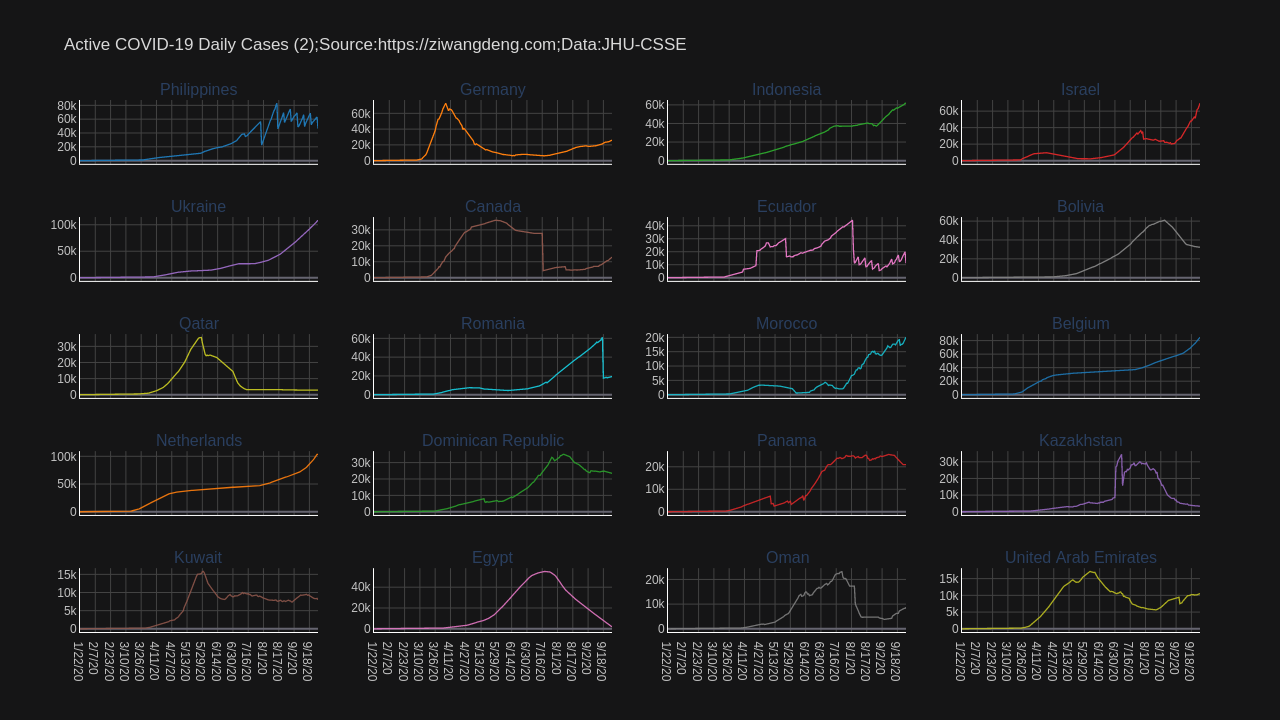 Active COVID-19 Daily Cases (2);Source:https://ziwangdeng.com;Data:JHU-CSSE
Philippines Germany Indonesia Israel
80k
60k
40k
20k
0
60k
40k
20k
0
60k
40k
20k
0
60k
40k
20k
0
Ukraine Canada Ecuador Bolivia
100k
50k
0
30k
20k
10k
0
40k
30k
20k
10k
0
60k
40k
20k
0
Qatar Romania Morocco Belgium
30k
20k
10k
0
60k
40k
20k
0
20k
15k
10k
5k
0
80k
60k
40k
20k
0
Netherlands Dominican Republic Panama Kazakhstan
100k
50k
0
30k
20k
10k
0
20k
10k
0
30k
20k
10k
0
Kuwait Egypt Oman United Arab Emirates
15k
10k
5k
0
40k
20k
0
20k
10k
0
15k
10k
5k
0
1/22/20 2/7/20 2/23/20 3/10/20 3/26/20 4/11/20 4/27/20 5/13/20 5/29/20 6/14/20 6/30/20 7/16/20 8/1/20 8/17/20 9/2/20 9/18/20
1/22/20 2/7/20 2/23/20 3/10/20 3/26/20 4/11/20 4/27/20 5/13/20 5/29/20 6/14/20 6/30/20 7/16/20 8/1/20 8/17/20 9/2/20 9/18/20
1/22/20 2/7/20 2/23/20 3/10/20 3/26/20 4/11/20 4/27/20 5/13/20 5/29/20 6/14/20 6/30/20 7/16/20 8/1/20 8/17/20 9/2/20 9/18/20
1/22/20 2/7/20 2/23/20 3/10/20 3/26/20 4/11/20 4/27/20 5/13/20 5/29/20 6/14/20 6/30/20 7/16/20 8/1/20 8/17/20 9/2/20 9/18/20